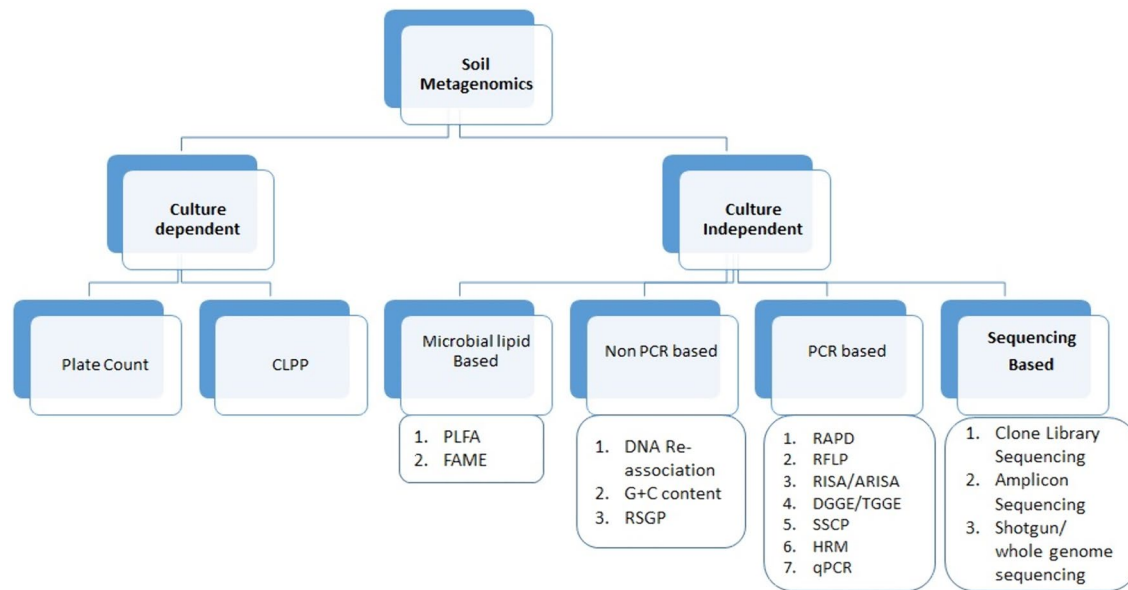 Soil
Metagenomics
Culture
dependent
Culture
Independent
Plate Count
CLPP
Microbial lipid
Based
Non PCR based
PCR based
Sequencing
Based
1. PLFA
2. FAME
1. DNA Re-
association
2. G+C content
3. RSGP
1. RAPD
2. RFLP
3. RISA/ARISA
4. DGGE/TGGE
5. SSCP
6. HRM
7. qPCR
1. Clone Library
Sequencing
2. Amplicon
Sequencing
3. Shotgun/
whole genome
sequencing